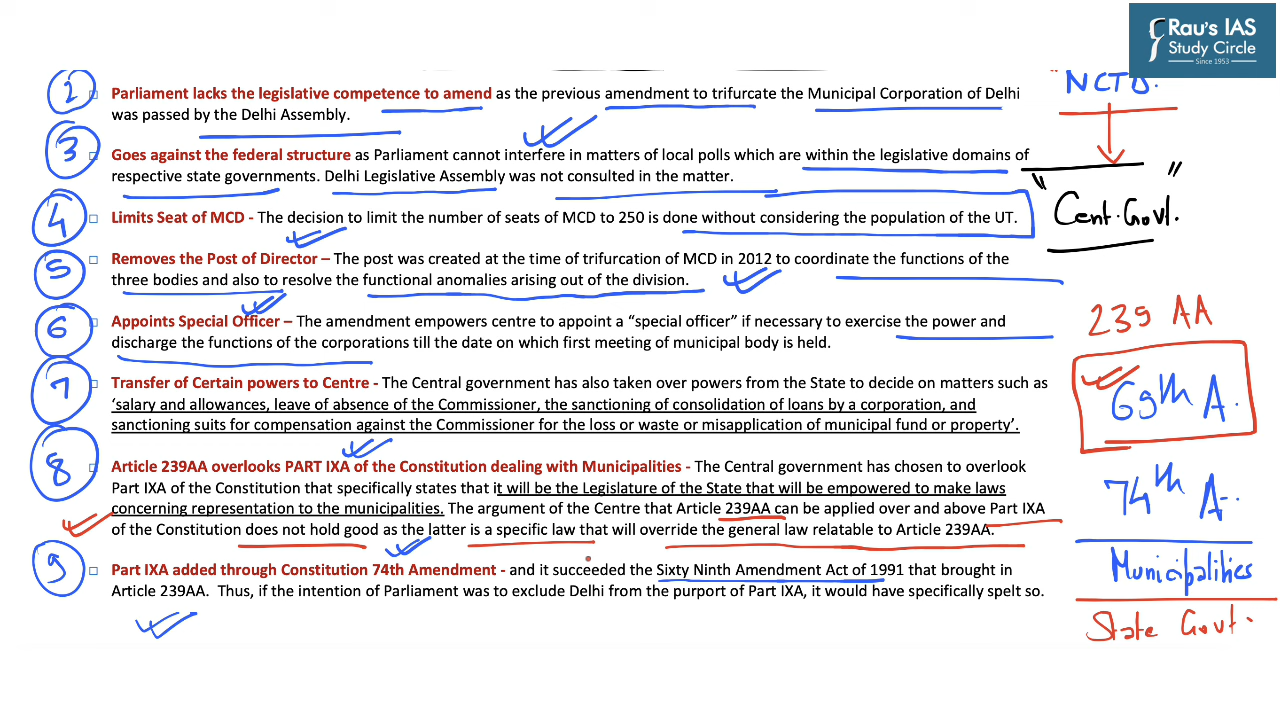 Rau's IAS
Study Circle
Since 1953
NCTD.
2 Parliament lacks the legislative competence to amend as the previous amendment to trifurcate the Municipal Corporation of Delhi
was passed by the Delhi Assembly.
3 Goes against the federal structure as Parliament cannot interfere in matters of local polls which are within the legislative domains of
respective state governments. Delhi Legislative Assembly was not consulted in the matter.
"Cent. Govt."
4 Limits Seat of MCD - The decision to limit the number of seats of MCD to 250 is done without considering the population of the UT.
5 Removes the Post of Director – The post was created at the time of trifurcation of MCD in 2012 to coordinate the functions of the
three bodies and also to resolve the functional anomalies arising out of the division.
6 Appoints Special Officer – The amendment empowers centre to appoint a “special officer” if necessary to exercise the power and
discharge the functions of the corporations till the date on which first meeting of municipal body is held.
239 AA
7 Transfer of Certain powers to Centre - The Central government has also taken over powers from the State to decide on matters such as
‘salary and allowances, leave of absence of the Commissioner, the sanctioning of consolidation of loans by a corporation, and
sanctioning suits for compensation against the Commissioner for the loss or waste or misapplication of municipal fund or property’.
69th A.
8 Article 239AA overlooks PART IXA of the Constitution dealing with Municipalities - The Central government has chosen to overlook
Part IXA of the Constitution that specifically states that it will be the Legislature of the State that will be empowered to make laws
concerning representation to the municipalities. The argument of the Centre that Article 239AA can be applied over and above Part IXA
of the Constitution does not hold good as the latter is a specific law that will override the general law relatable to Article 239AA.
74th A.
9 Part IXA added through Constitution 74th Amendment - and it succeeded the Sixty Ninth Amendment Act of 1991 that brought in
Article 239AA. Thus, if the intention of Parliament was to exclude Delhi from the purport of Part IXA, it would have specifically spelt so.
Municipalities
State Govt.